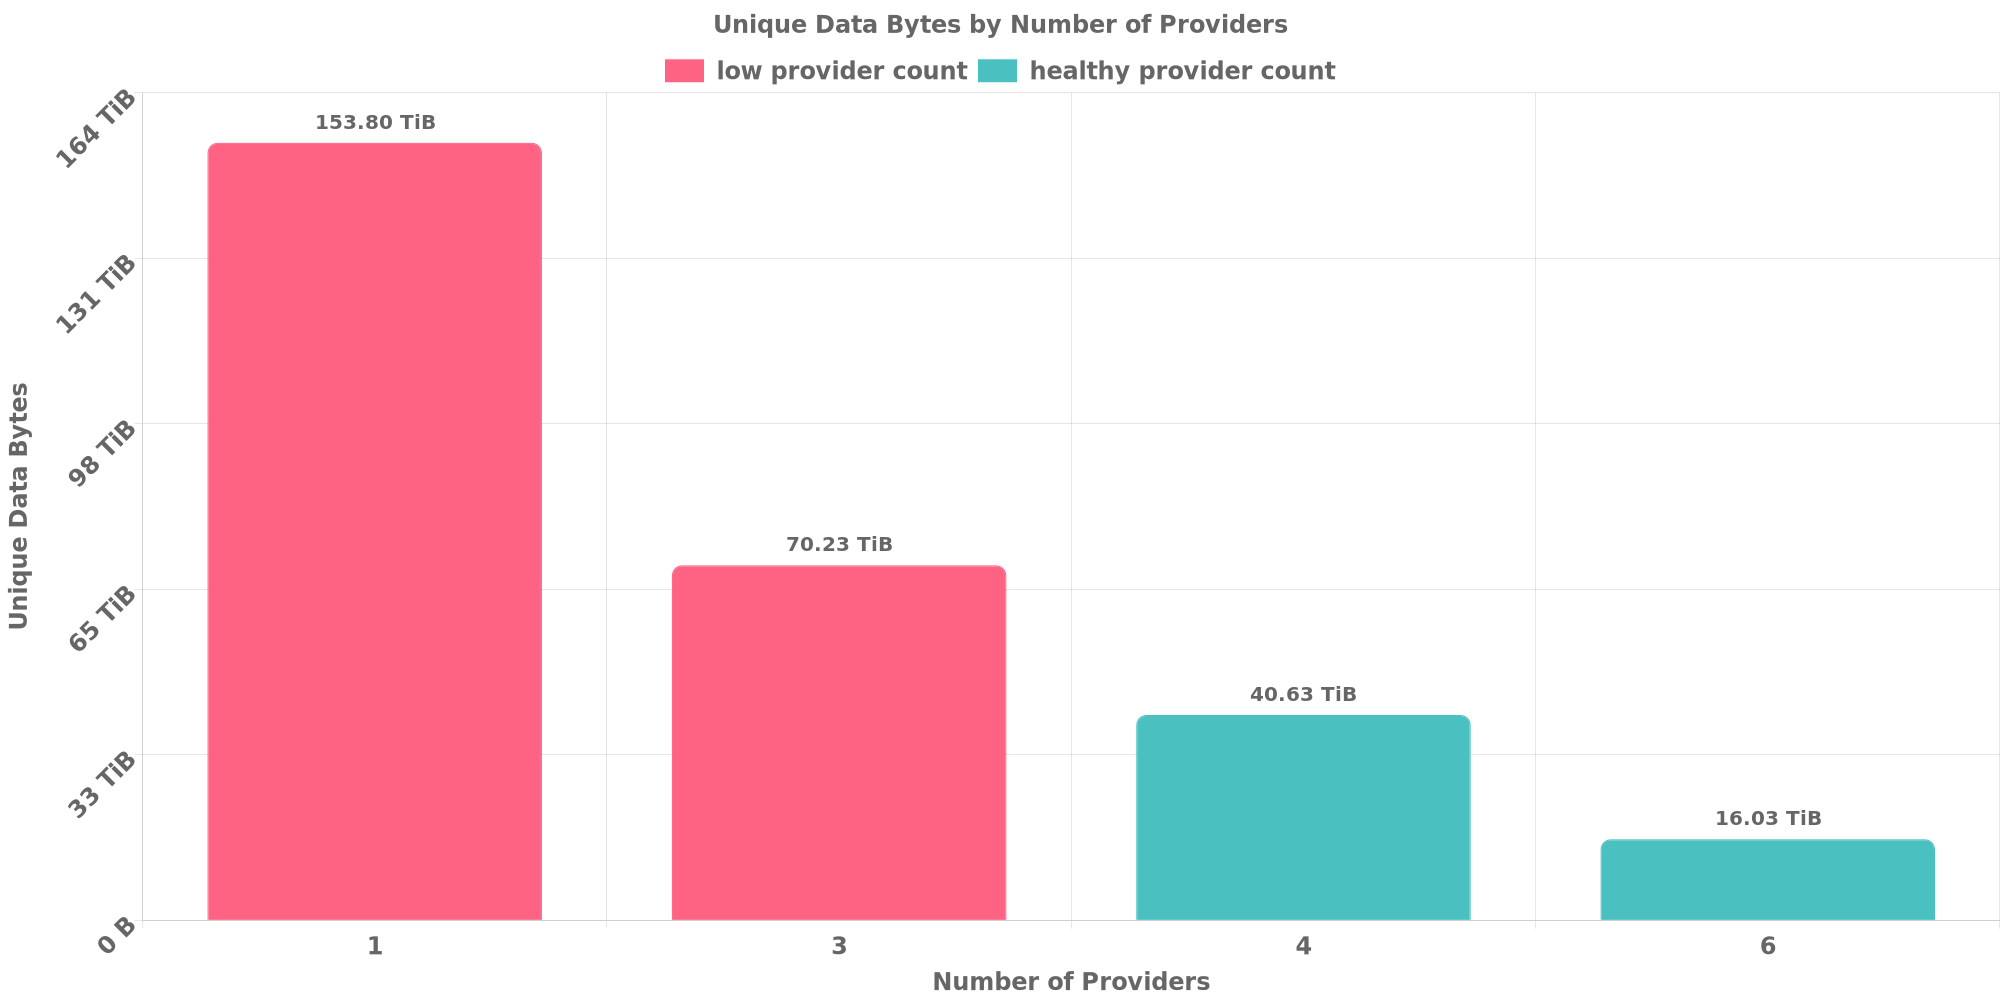 Unique Data Bytes by Number of Providers
low provider count healthy provider count
164 TiB
131 TiB
98 TiB
65 TiB
33 TiB
0 B
Unique Data Bytes
153.80 TiB
70.23 TiB
40.63 TiB
16.03 TiB
1 3 4 6
Number of Providers